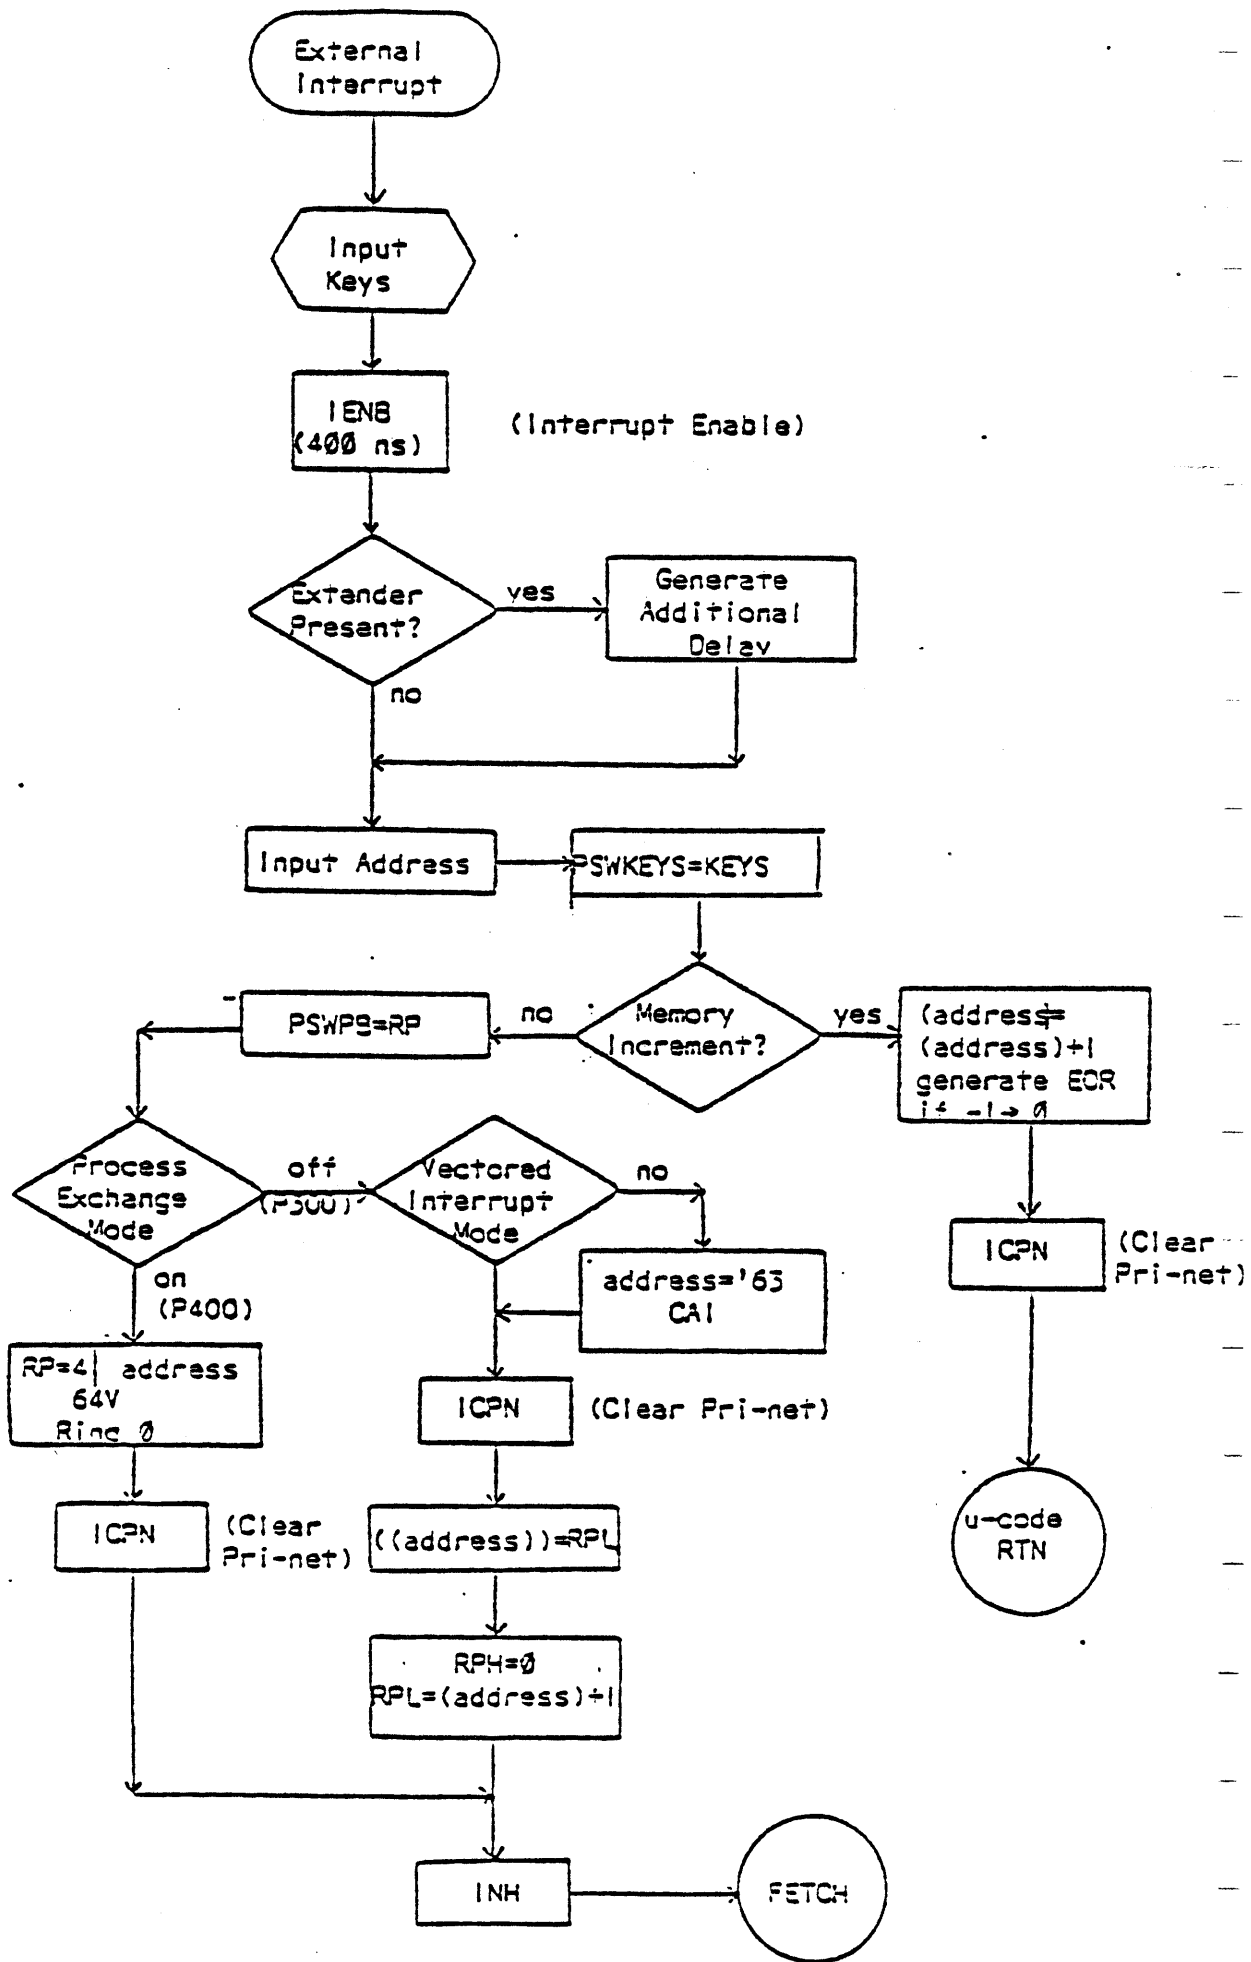 External
Interrupt
Input
Keys
IENB
(400 ns)
(Interrupt Enable)
Extender
Present?
yes
Generate
Additional
Delay
no
Input Address
PSWKEYS=KEYS
PSWPB=RP
no
Memory
Increment?
yes
(address)=
(address)+1
generate EOR
if -1→ 0
Process
Exchange
Mode
off
(P300)
Vectored
Interrupt
Mode
no
ICPN
(Clear
Pri-net)
on
(P400)
address='63
CAI
RP=4| address
64V
Ring 0
ICPN
(Clear Pri-net)
ICPN
(Clear
Pri-net)
((address))=RPL
u-code
RTN
RPH=0
RPL=(address)+1
INH
FETCH